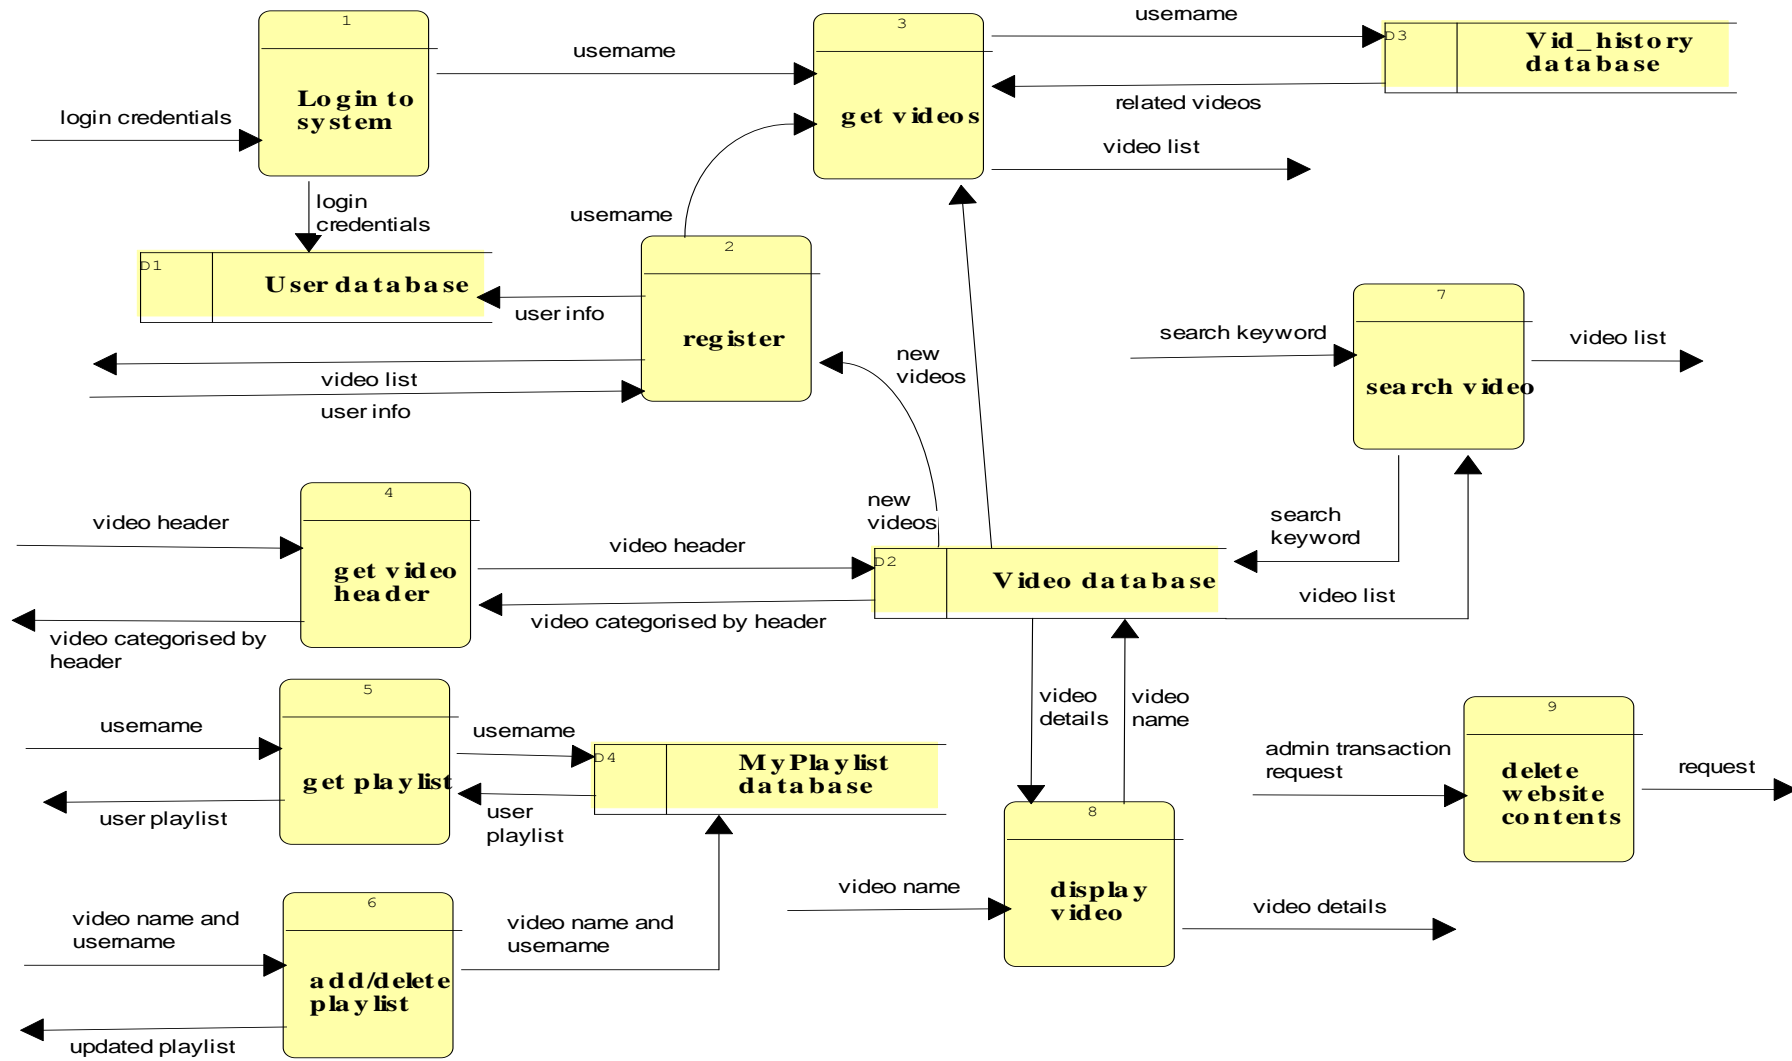 1
Login to
system
login credentials
username
3
get videos
username
D3
Vid_history
database
related videos
video list
login
credentials
username
D1
User database
2
register
user info
video list
user info
new
videos
7
search video
search keyword
video list
4
get video
header
video header
video header
new
videos
D2
Video database
search
keyword
video list
video categorised by header
video categorised by
header
5
get playlist
username
username
D4
MyPlaylist
database
user playlist
user
playlist
video
details
video
name
9
delete
website
contents
admin transaction
request
request
6
add/delete
playlist
video name and
username
video name and
username
updated playlist
8
display
video
video name
video details